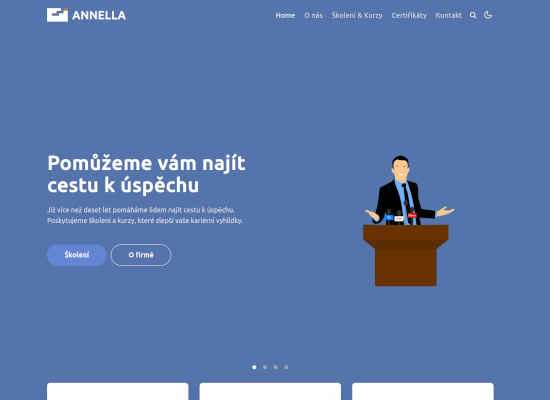 ANNELLA
Home O nás Školení & Kurzy Certifikáty Kontakt
Pomůžeme vám najít
cestu k úspěchu
Již více než deset let pomáháme lidem najít cestu k úspěchu.
Poskytujeme školení a kurzy, které zlepší vaše kariérní vyhlídky.
Školení O firmě